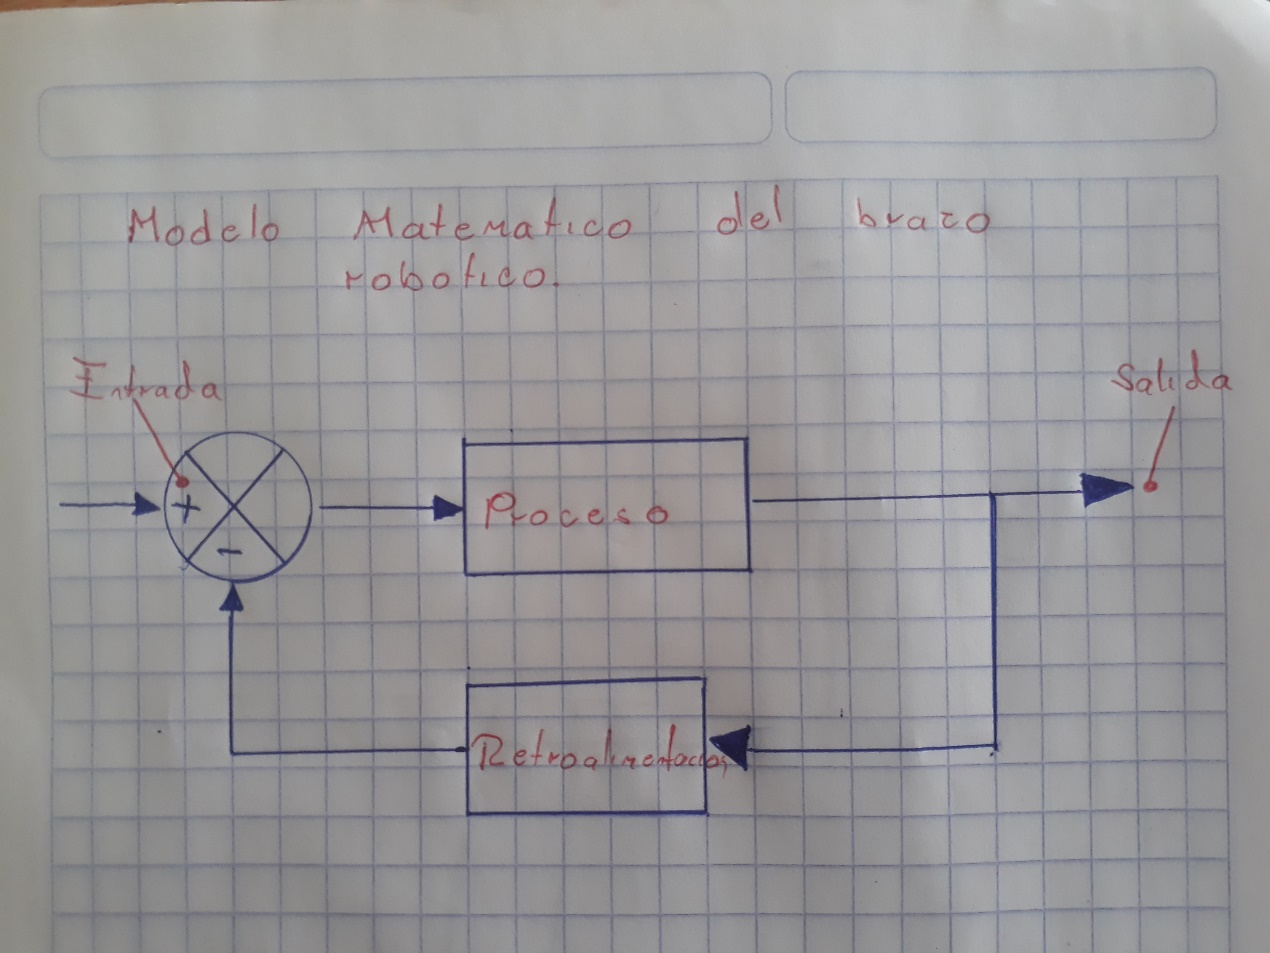 Modelo Matematico del brazo
robotico.
Entrada
Salida
+
Proceso
-
Retroalimentacion